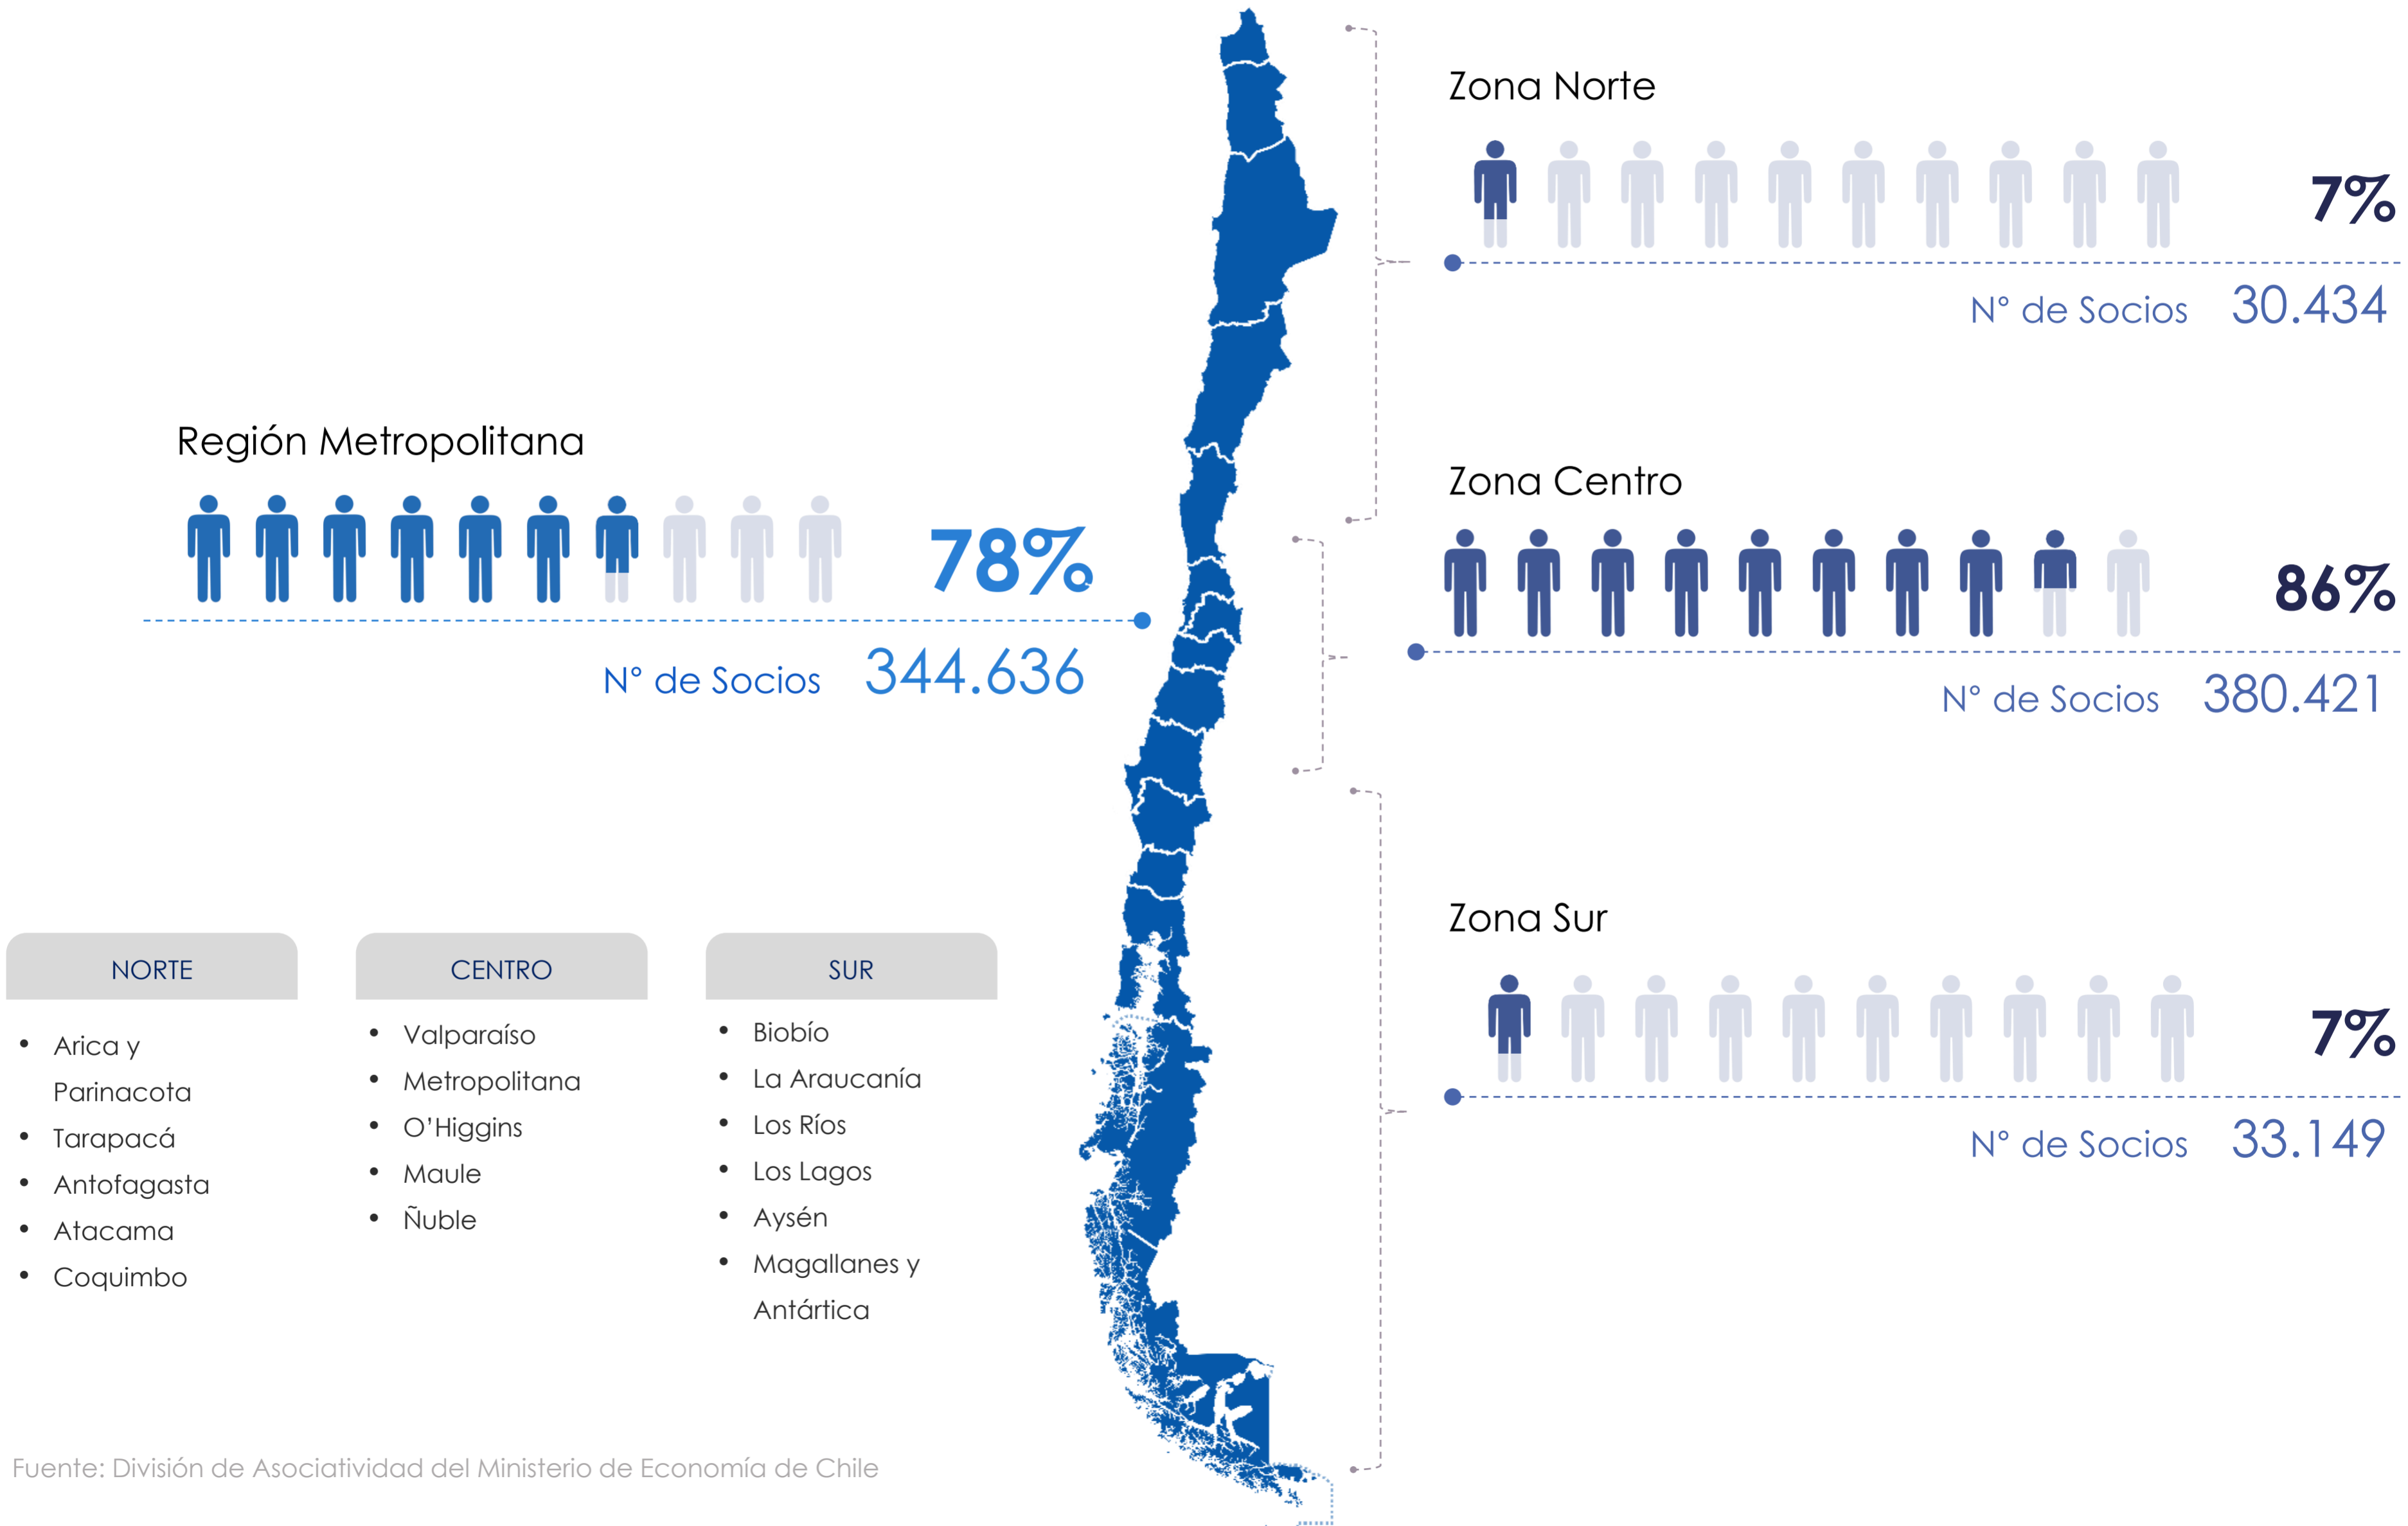 Zona Norte
7%
N° de Socios 30.434
Región Metropolitana
78%
N° de Socios 344.636
Zona Centro
86%
N° de Socios 380.421
Zona Sur
7%
N° de Socios 33.149
NORTE
• Arica y
Parinacota
• Tarapacá
• Antofagasta
• Atacama
• Coquimbo
CENTRO
• Valparaíso
• Metropolitana
• O’Higgins
• Maule
• Ñuble
SUR
• Biobío
• La Araucanía
• Los Ríos
• Los Lagos
• Aysén
• Magallanes y
Antártica
Fuente: División de Asociatividad del Ministerio de Economía de Chile